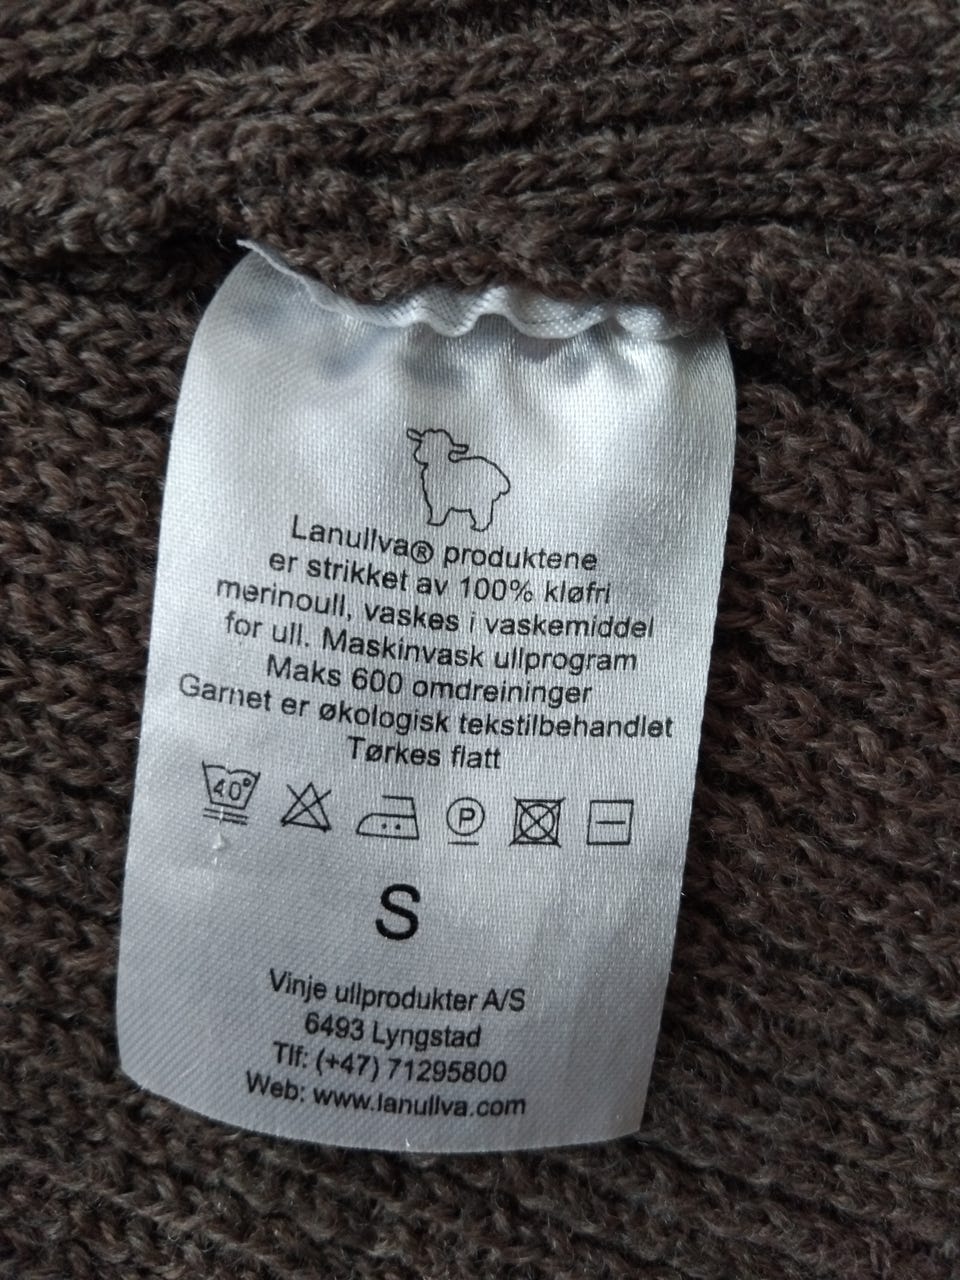 Lanullva® produktene
er strikket av 100% kløfri
merinoull, vaskes i vaskemiddel
for ull. Maskinvask ullprogram
Maks 600 omdreininger
Garnet er økologisk tekstilbehandlet
Tørkes flatt
40° P
S
Vinje ullprodukter A/S
6493 Lyngstad
Tlf: (+47) 71295800
Web: www.lanullva.com